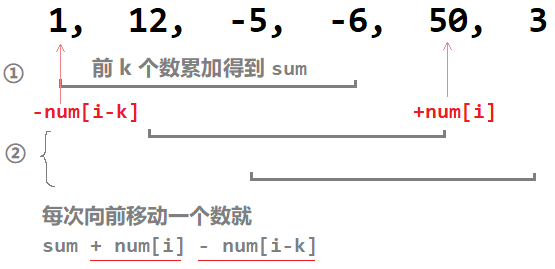 1, 12, -5, -6, 50, 3
① 前 k 个数累加得到 sum
-num[i-k] +num[i]
②
每次向前移动一个数就
sum + num[i] - num[i-k]